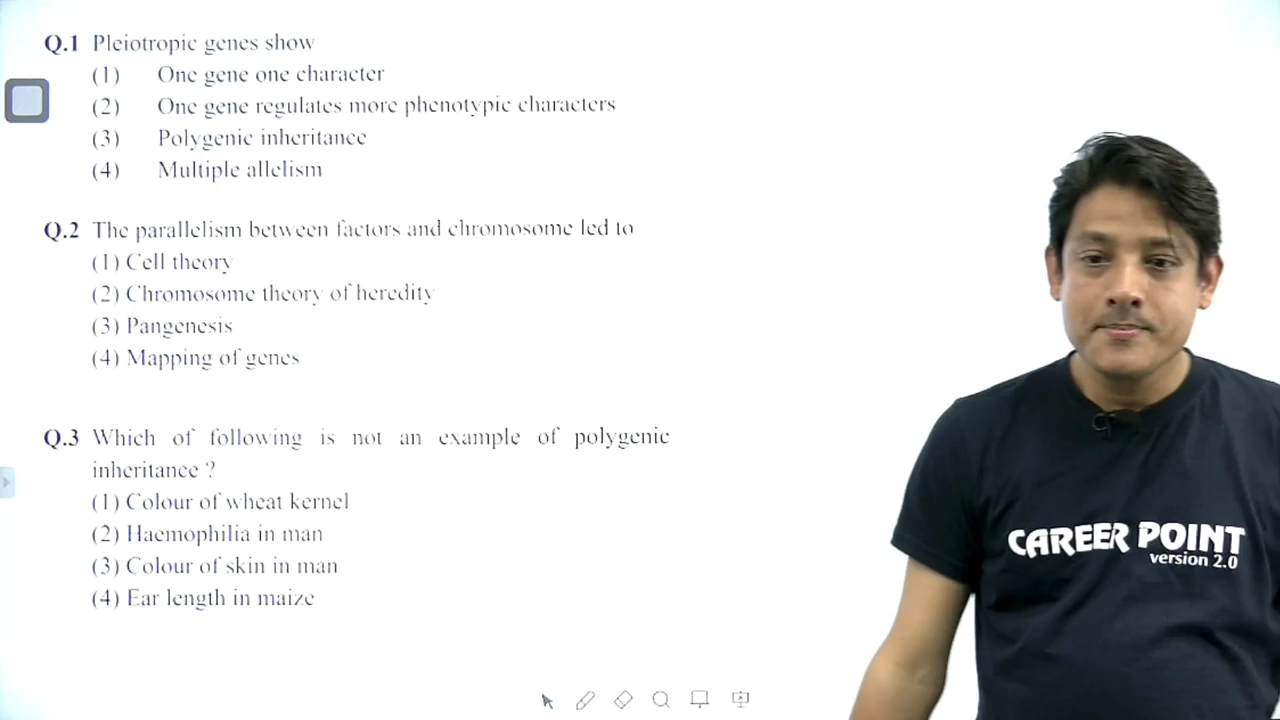 Q.1 Pleiotropic genes show
(1) One gene one character
(2) One gene regulates more phenotypic characters
(3) Polygenic inheritance
(4) Multiple allelism
Q.2 The parallelism between factors and chromosome led to
(1) Cell theory
(2) Chromosome theory of heredity
(3) Pangenesis
(4) Mapping of genes
Q.3 Which of following is not an example of polygenic
inheritance ?
(1) Colour of wheat kernel
(2) Haemophilia in man
(3) Colour of skin in man
(4) Ear length in maize
CAREER POINT
version 2.0